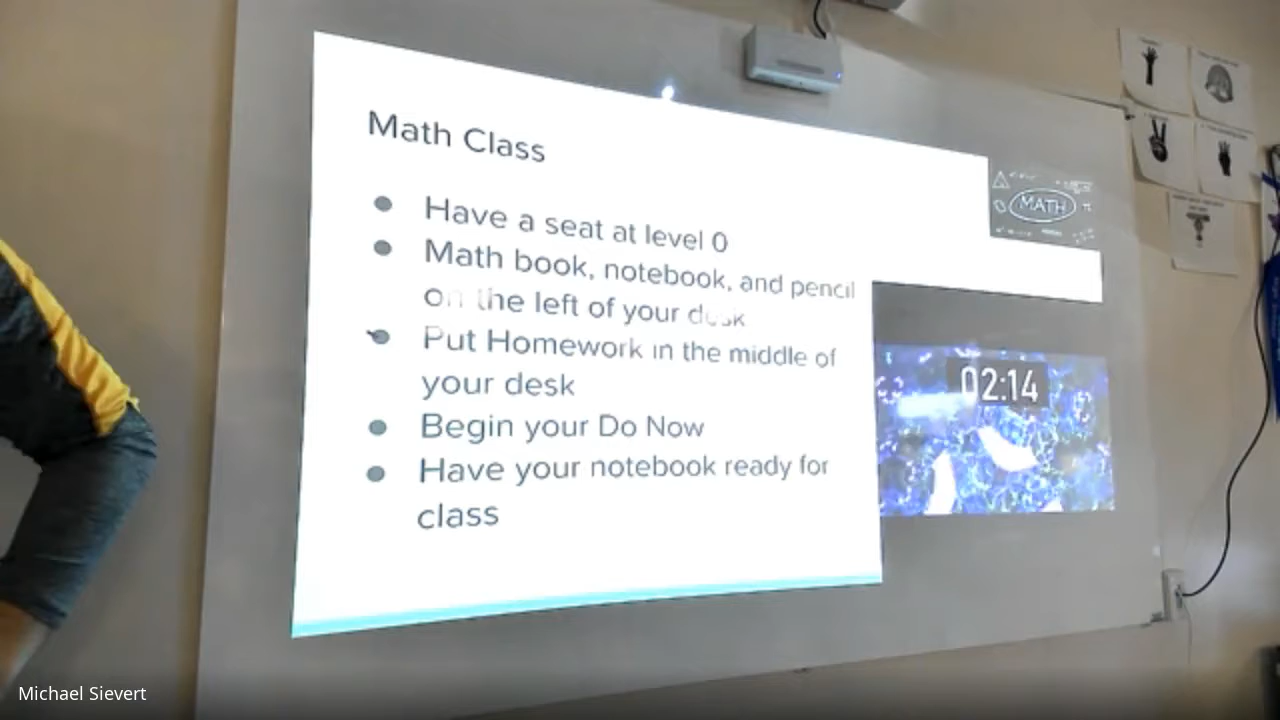 Math Class
Have a seat at level 0
Math book, notebook, and pencil
on the left of your desk
Put Homework in the middle of
your desk
Begin your Do Now
Have your notebook ready for
class
MATH
02:14
Michael Sievert